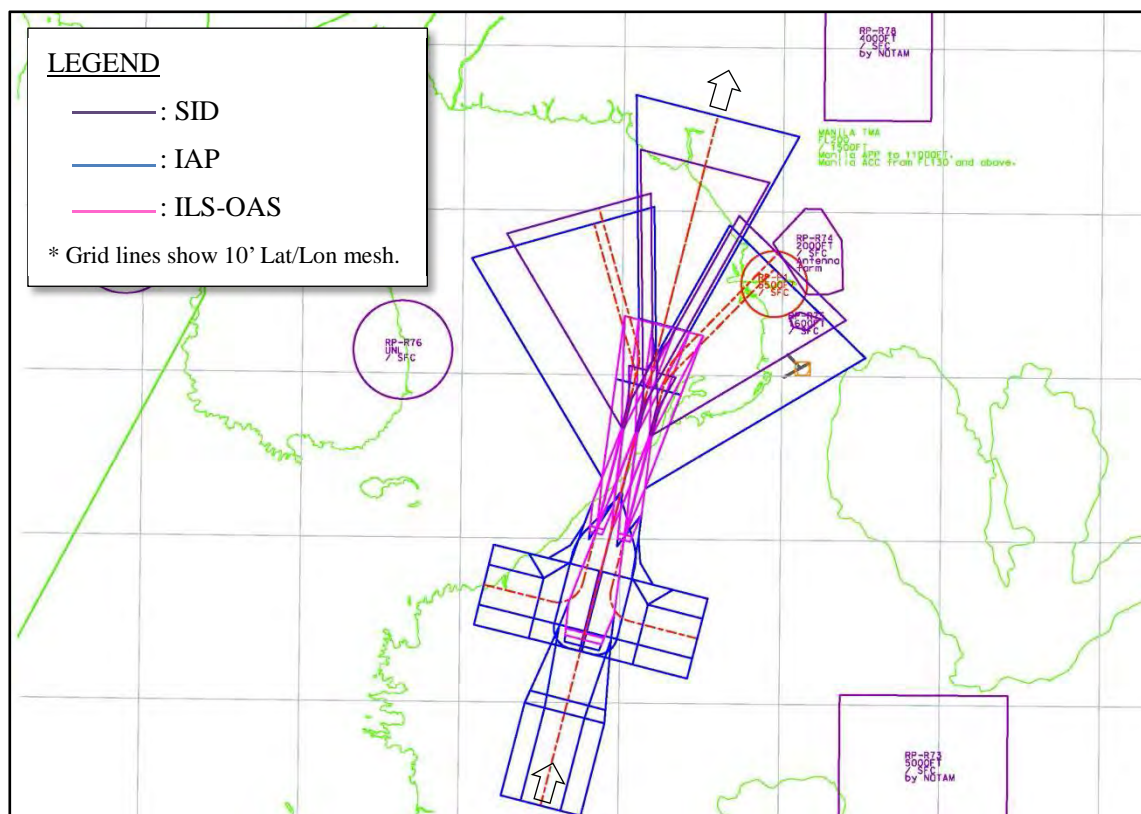 LEGEND
: SID
: IAP
: ILS-OAS
* Grid lines show 10’ Lat/Lon mesh.
RP-R78
4000FT
/ SFC
by NOTAM
MANILA TMA
FL200
/ 1500FT
Manila APP to 11000FT.
Manila ACC from FL130 and above.
RP-R74
2000FT
/ SFC
Antenna
farm
/ SFC
/ SFC
RP-R76
UNL
/ SFC
RP-R73
/ SFC
by NOTAM